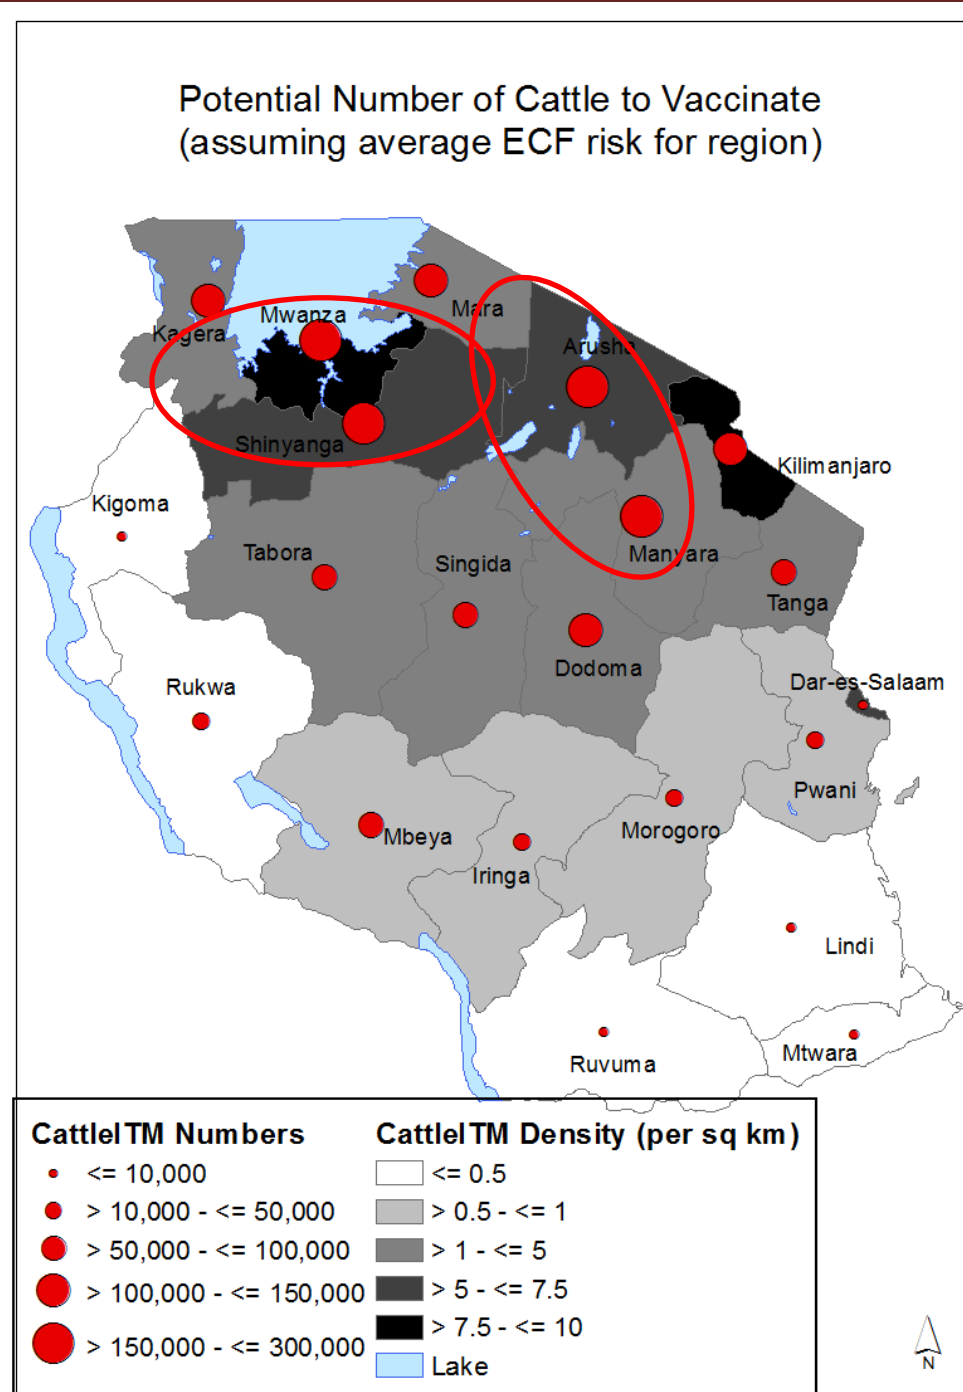 Potential Number of Cattle to Vaccinate
(assuming average ECF risk for region)
Mara
Mwanza
Kagera
Arusha
Shinyanga
Kilimanjaro
Kigoma
Tabora
Singida
Manyara
Tanga
Dodoma
Rukwa
Dar-es-Salaam
Pwani
Mbeya
Morogoro
Iringa
Lindi
Ruvuma
Mtwara
CattleITM Numbers
<= 10,000
> 10,000 - <= 50,000
> 50,000 - <= 100,000
> 100,000 - <= 150,000
> 150,000 - <= 300,000
CattleITM Density (per sq km)
<= 0.5
> 0.5 - <= 1
> 1 - <= 5
> 5 - <= 7.5
> 7.5 - <= 10
Lake
N